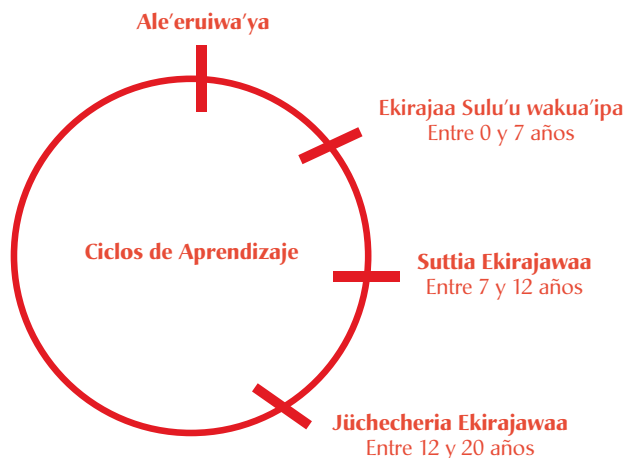 Ale’eruiwa’ya
Ekirajaa Sulu’u wakua’ipa
Entre 0 y 7 años
Ciclos de Aprendizaje
Suttia Ekirajawaa
Entre 7 y 12 años
Jüchecheria Ekirajawaa
Entre 12 y 20 años